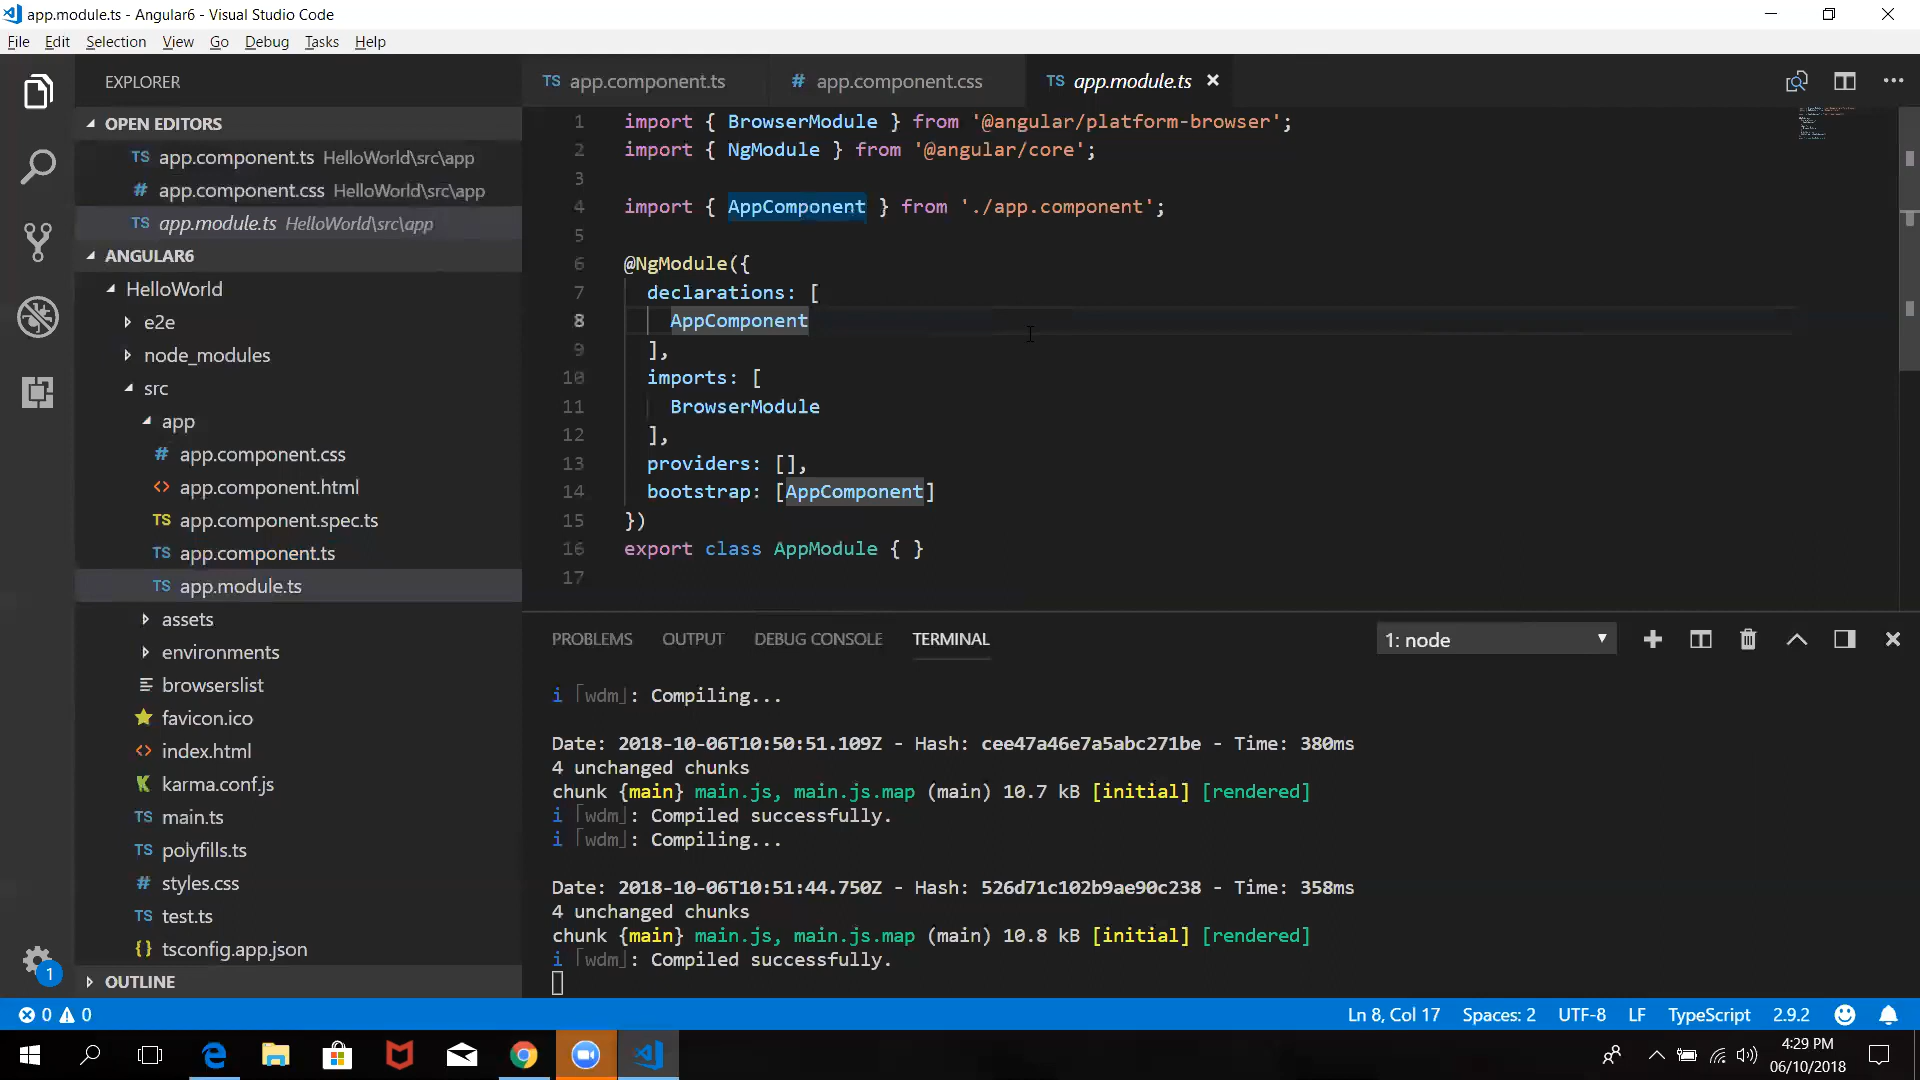 app.module.ts - Angular6 - Visual Studio Code
File Edit Selection View Go Debug Tasks Help
EXPLORER
OPEN EDITORS
TS app.component.ts HelloWorld\src\app
# app.component.css HelloWorld\src\app
TS app.module.ts HelloWorld\src\app
ANGULAR6
HelloWorld
e2e
node_modules
src
app
# app.component.css
<> app.component.html
TS app.component.spec.ts
TS app.component.ts
TS app.module.ts
assets
environments
browserslist
favicon.ico
<> index.html
karma.conf.js
TS main.ts
TS polyfills.ts
# styles.css
TS test.ts
{} tsconfig.app.json
OUTLINE
TS app.component.ts # app.component.css TS app.module.ts
1 import { BrowserModule } from '@angular/platform-browser';
2 import { NgModule } from '@angular/core';
3
4 import { AppComponent } from './app.component';
5
6 @NgModule({
7 declarations: [
8 AppComponent
9 ],
10 imports: [
11 BrowserModule
12 ],
13 providers: [],
14 bootstrap: [AppComponent]
15 })
16 export class AppModule { }
17
PROBLEMS OUTPUT DEBUG CONSOLE TERMINAL 1: node
i ｢wdm｣: Compiling...
Date: 2018-10-06T10:50:51.109Z - Hash: cee47a46e7a5abc271be - Time: 380ms
4 unchanged chunks
chunk {main} main.js, main.js.map (main) 10.7 kB [initial] [rendered]
i ｢wdm｣: Compiled successfully.
i ｢wdm｣: Compiling...
Date: 2018-10-06T10:51:44.750Z - Hash: 526d71c102b9ae90c238 - Time: 358ms
4 unchanged chunks
chunk {main} main.js, main.js.map (main) 10.8 kB [initial] [rendered]
i ｢wdm｣: Compiled successfully.
1
0 0 Ln 8, Col 17 Spaces: 2 UTF-8 LF TypeScript 2.9.2
4:29 PM
06/10/2018